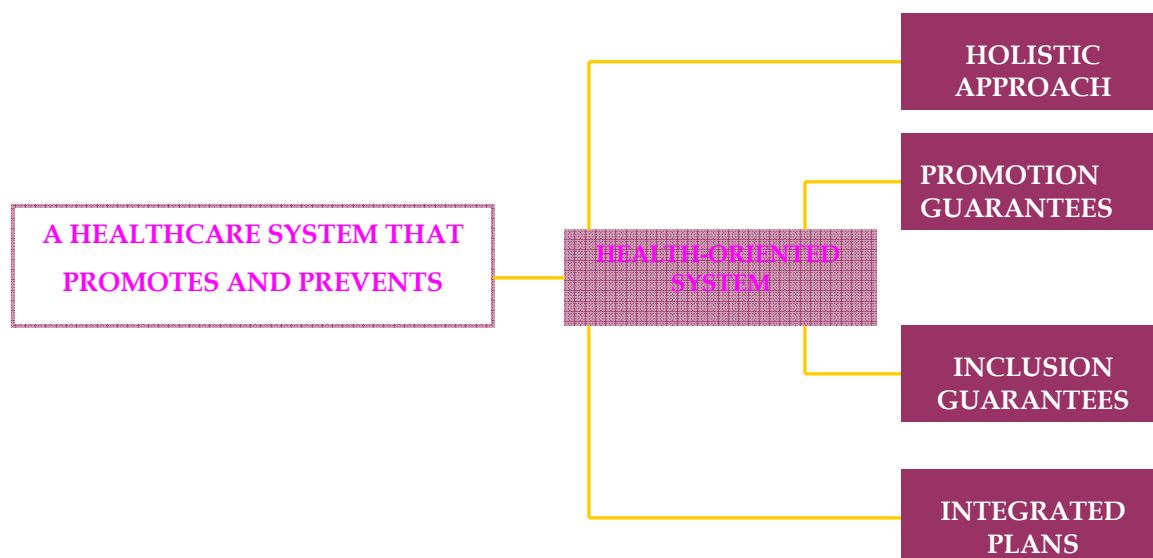 A HEALTHCARE SYSTEM THAT
PROMOTES AND PREVENTS
HEALTH-ORIENTED
SYSTEM
HOLISTIC
APPROACH
PROMOTION
GUARANTEES
INCLUSION
GUARANTEES
INTEGRATED
PLANS